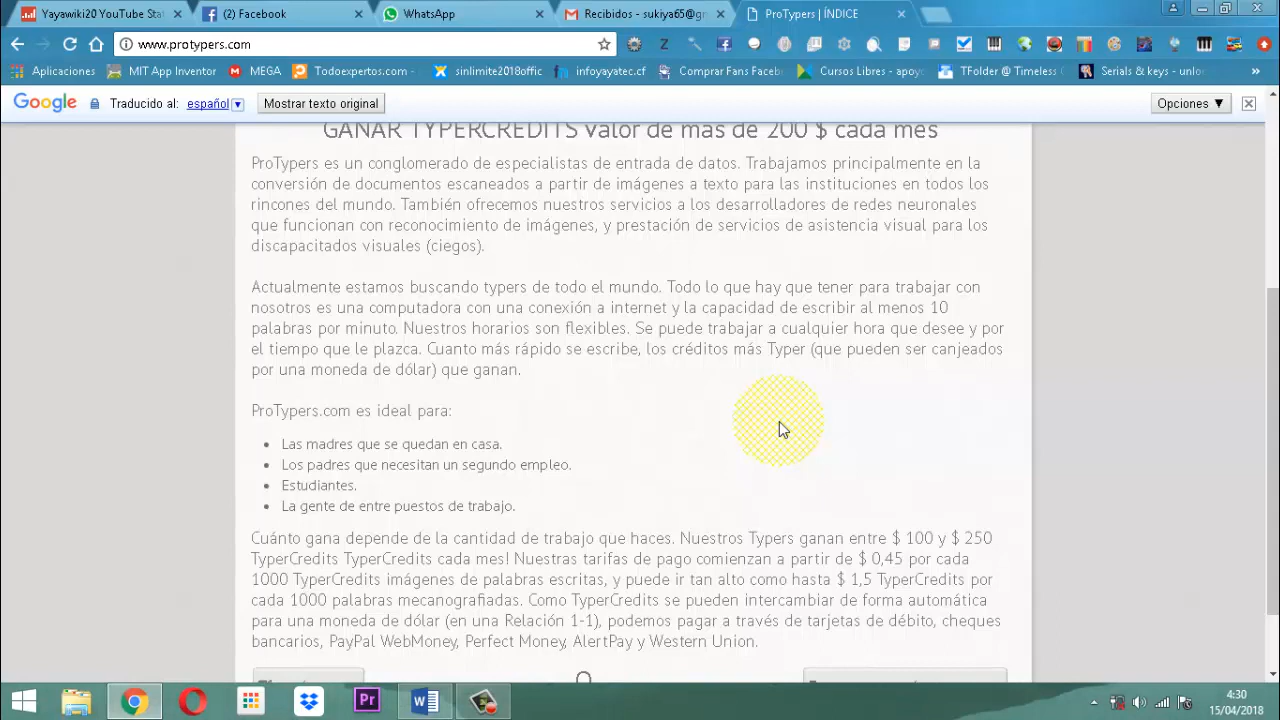 Yayawiki20 YouTube Stat
(2) Facebook
WhatsApp
Recibidos - sukiya65@gm
ProTypers | ÍNDICE
www.protypers.com
Aplicaciones
MIT App Inventor
MEGA
Todoexpertos.com -
sinlimite2018offic
infoyayatec.cf
Comprar Fans Faceb
Cursos Libres - apoy
TFolder @ Timeless
Serials & keys - unlo
Google
Traducido al: español
Mostrar texto original
Opciones ▼
GANAR TYPERCREDITS Valor de más de 200 $ cada mes
ProTypers es un conglomerado de especialistas de entrada de datos. Trabajamos principalmente en la
conversión de documentos escaneados a partir de imágenes a texto para las instituciones en todos los
rincones del mundo. También ofrecemos nuestros servicios a los desarrolladores de redes neuronales
que funcionan con reconocimiento de imágenes, y prestación de servicios de asistencia visual para los
discapacitados visuales (ciegos).
Actualmente estamos buscando typers de todo el mundo. Todo lo que hay que tener para trabajar con
nosotros es una computadora con una conexión a internet y la capacidad de escribir al menos 10
palabras por minuto. Nuestros horarios son flexibles. Se puede trabajar a cualquier hora que desee y por
el tiempo que le plazca. Cuanto más rápido se escribe, los créditos más Typer (que pueden ser canjeados
por una moneda de dólar) que ganan.
ProTypers.com es ideal para:
• Las madres que se quedan en casa.
• Los padres que necesitan un segundo empleo.
• Estudiantes.
• La gente de entre puestos de trabajo.
Cuánto gana depende de la cantidad de trabajo que haces. Nuestros Typers ganan entre $ 100 y $ 250
TyperCredits TyperCredits cada mes! Nuestras tarifas de pago comienzan a partir de $ 0,45 por cada
1000 TyperCredits imágenes de palabras escritas, y puede ir tan alto como hasta $ 1,5 TyperCredits por
cada 1000 palabras mecanografiadas. Como TyperCredits se pueden intercambiar de forma automática
para una moneda de dólar (en una Relación 1-1), podemos pagar a través de tarjetas de débito, cheques
bancarios, PayPal WebMoney, Perfect Money, AlertPay y Western Union.
4:30
15/04/2018